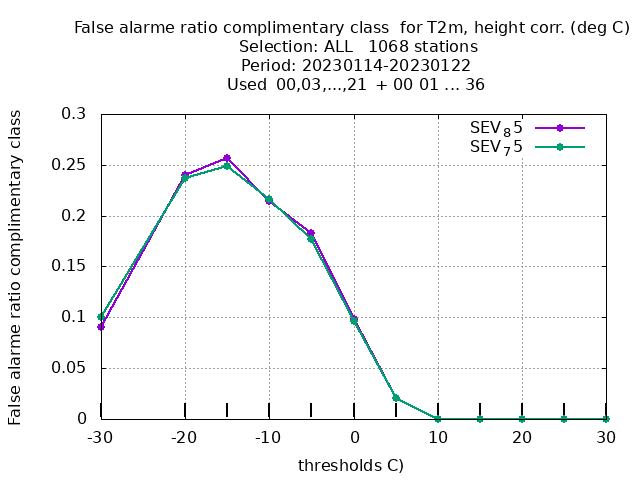 False alarme ratio complimentary class  for T2m, height corr. (deg C)
Selection: ALL   1068 stations
Period: 20230114-20230122
Used  00,03,...,21  + 00 01 ... 36
False alarme ratio complimentary class
0.3
0.25
0.2
0.15
0.1
0.05
0
SEV85
SEV75
-30 -20 -10 0 10 20 30
thresholds C)